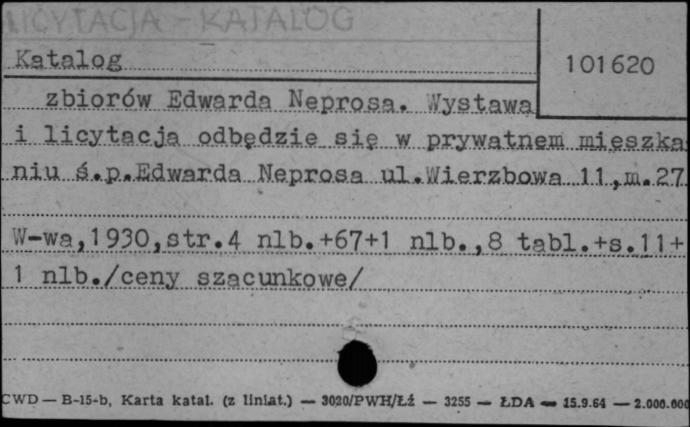 LICYTACJA - KATALOG
Katalog
101620
zbiorów Edwarda Neprosa. Wystawa
i licytacja odbędzie się w prywatnem mieszka
niu ś.p.Edwarda Neprosa ul.Wierzbowa 11,m.27
W-wa,1930,str.4 nlb.+67+1 nlb.,8 tabl.+s.11+
1 nlb./ceny szacunkowe/
CWD — B-15-b, Karta katal. (z liniat.) — 3020/PWH/Łź — 3255 — ŁDA — 15.9.64 — 2.000.000